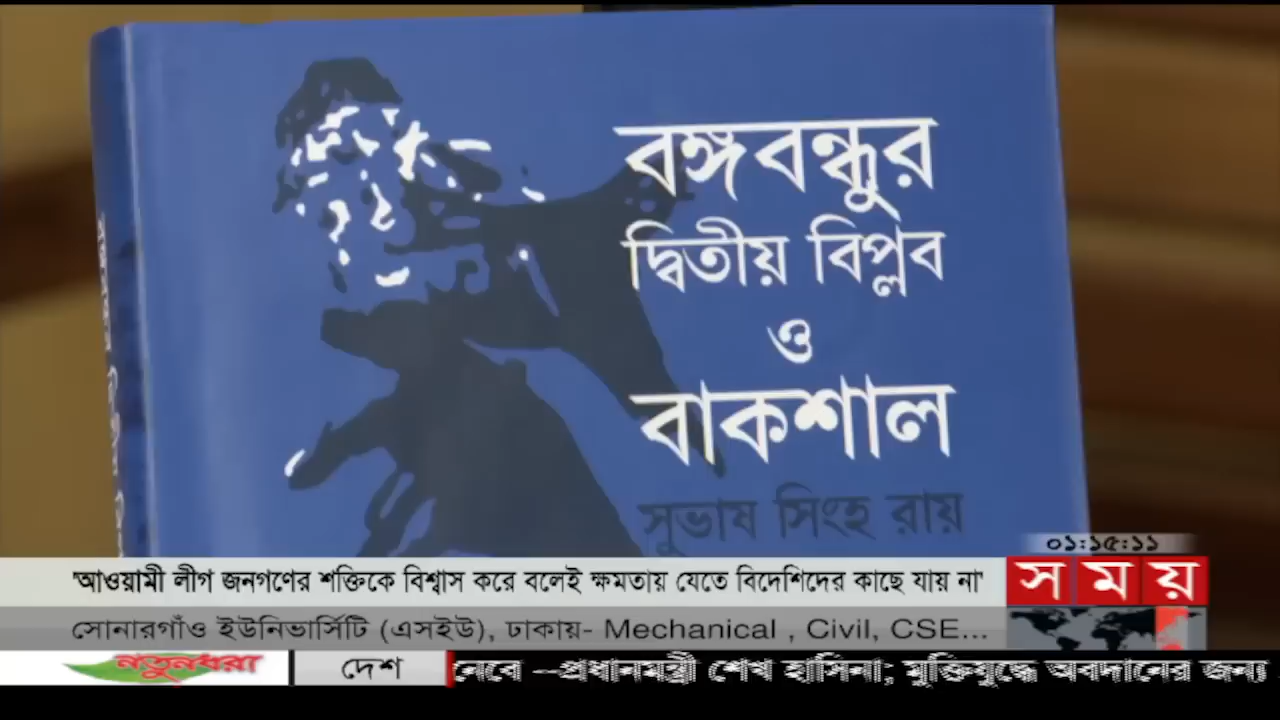 বঙ্গবন্ধুর
দ্বিতীয় বিপ্লব
ও
বাকশাল
সুভাষ সিংহ রায়
০১:১৫:১১
'আওয়ামী লীগ জনগণের শক্তিকে বিশ্বাস করে বলেই ক্ষমতায় যেতে বিদেশিদের কাছে যায় না'
সময়
সোনারগাঁও ইউনিভার্সিটি (এসইউ), ঢাকায়- Mechanical , Civil, CSE...
নতুনধরা
দেশ
নেবে --প্রধানমন্ত্রী শেখ হাসিনা; মুক্তিযুদ্ধে অবদানের জন্য